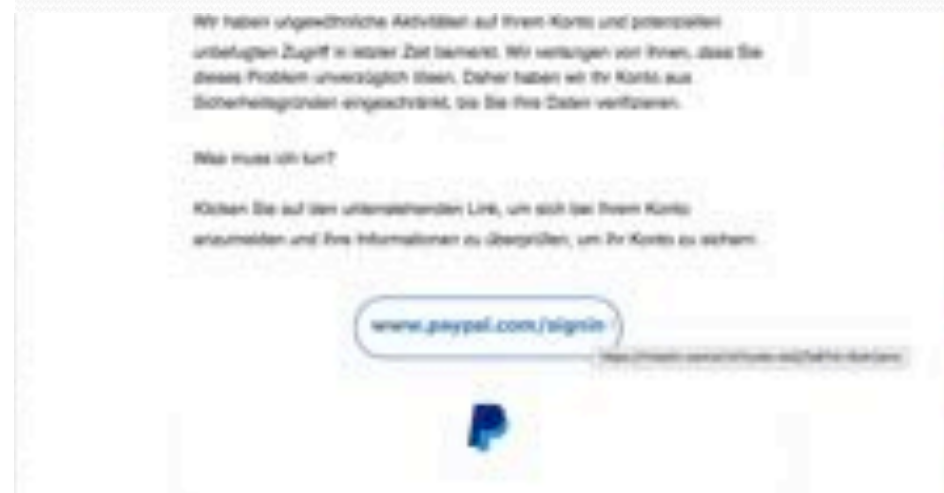 Wir haben ungewöhnliche Aktivitäten auf Ihrem Konto und potenziellen
unbefugten Zugriff in letzter Zeit bemerkt. Wir verlangen von Ihnen, dass Sie
dieses Problem unverzüglich lösen. Daher haben wir Ihr Konto aus
Sicherheitsgründen eingeschränkt, bis Sie Ihre Daten verifizieren.
Was muss ich tun?
Klicken Sie auf den untenstehenden Link, um sich bei Ihrem Konto
anzumelden und Ihre Informationen zu überprüfen, um Ihr Konto zu sichern.
www.paypal.com/signin